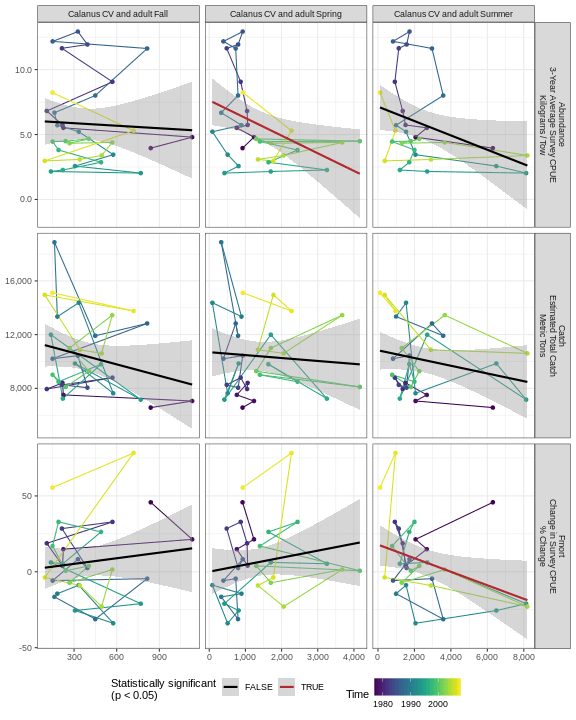 Calanus CV and adult Fall
Calanus CV and adult Spring
Calanus CV and adult Summer
10.0
5.0
0.0
Abundance
3-Year Average Survey CPUE
Kilograms / Tow
16,000
12,000
8,000
Catch
Estimated Total Catch
Metric Tons
50
0
-50
Fmort
Change in Survey CPUE
% Change
300 600 900
0 1,000 2,000 3,000 4,000
0 2,000 4,000 6,000 8,000
Statistically significant
(p < 0.05)
FALSE
TRUE
Time
1980 1990 2000